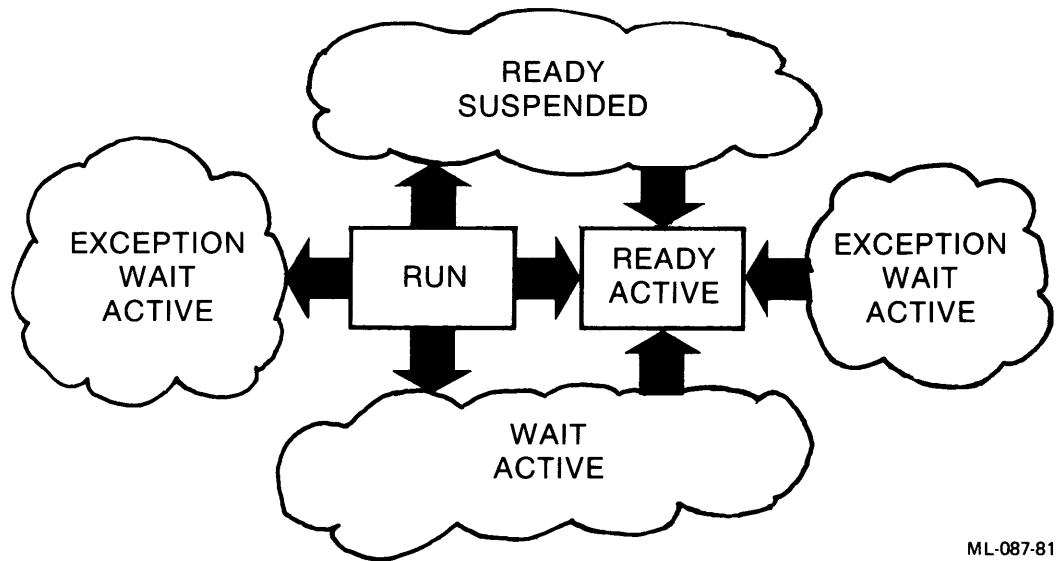 READY
SUSPENDED
EXCEPTION
WAIT
ACTIVE
RUN
READY
ACTIVE
EXCEPTION
WAIT
ACTIVE
WAIT
ACTIVE
ML-087-81